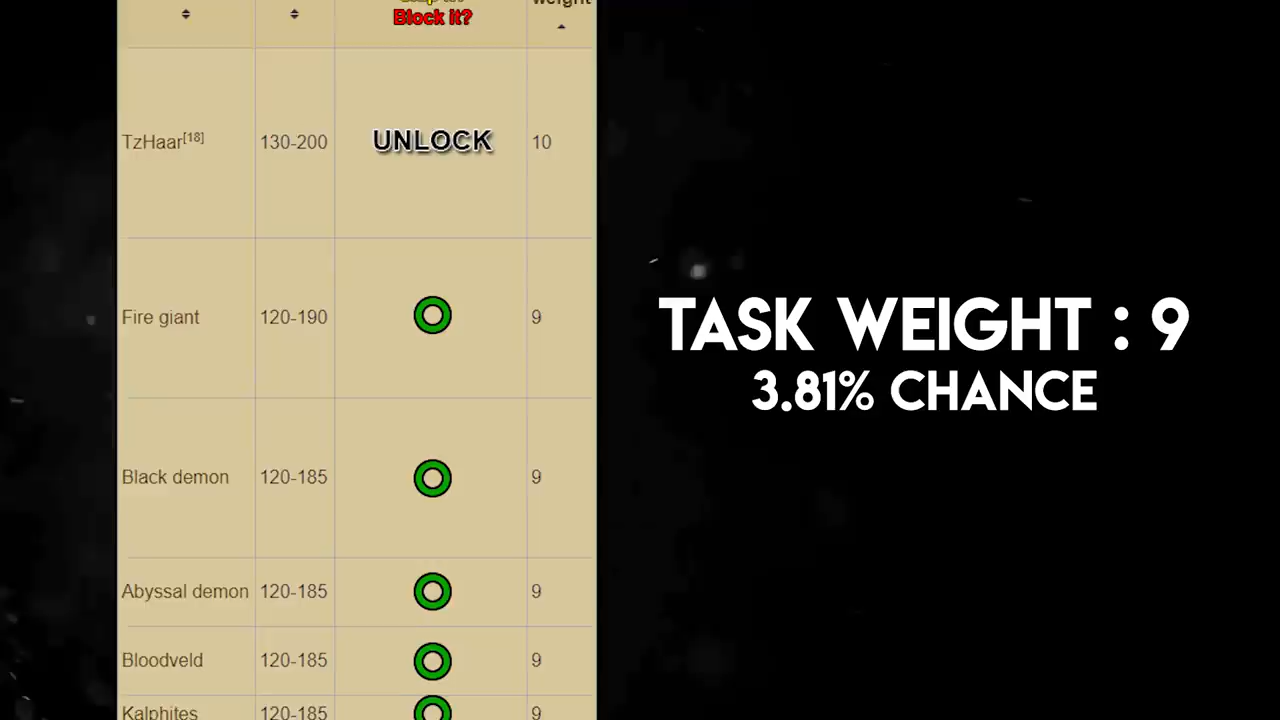 weight
Block it?
TzHaar[18] 130-200 UNLOCK 10
Fire giant 120-190 9
Black demon 120-185 9
Abyssal demon 120-185 9
Bloodveld 120-185 9
Kalphites 120-185 9
TASK WEIGHT : 9
3.81% CHANCE